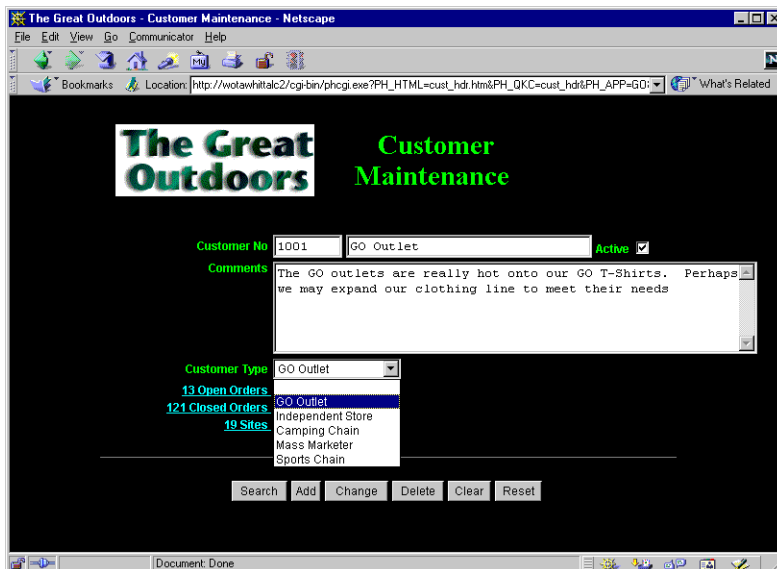 The Great Outdoors - Customer Maintenance - Netscape
File Edit View Go Communicator Help
My
Bookmarks Location: http://wotawhittalc2/cgi-bin/phcgi.exe?PH_HTML=cust_hdr.htm&PH_QKC=cust_hdr&PH_APP=GO What's Related
The Great
Outdoors
Customer
Maintenance
Customer No 1001 GO Outlet Active
Comments
The GO outlets are really hot onto our GO T-Shirts. Perhaps
we may expand our clothing line to meet their needs
Customer Type GO Outlet
13 Open Orders
121 Closed Orders
19 Sites
GO Outlet
Independent Store
Camping Chain
Mass Marketer
Sports Chain
Search Add Change Delete Clear Reset
Document: Done